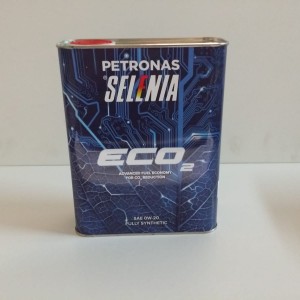 PETRONAS
SELENIA
ECO2
ADVANCED FUEL ECONOMY
FOR CO2 REDUCTION
SAE 0W-20
FULLY SYNTHETIC